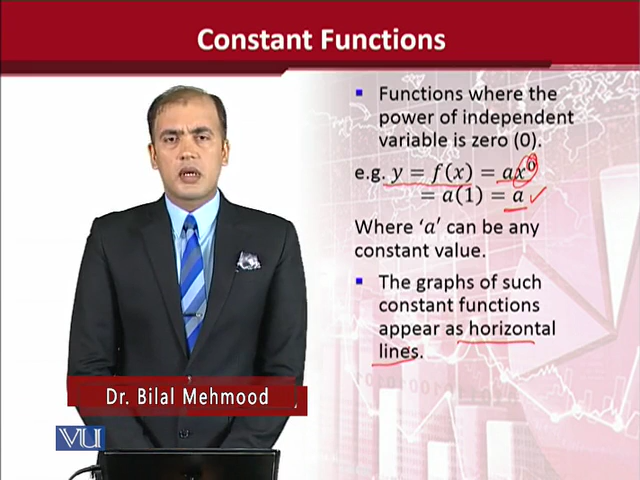 Constant Functions
▪ Functions where the
power of independent
variable is zero (0).
e.g. y = f(x) = ax⁰
= a(1) = a ✓
Where ‘a’ can be any
constant value.
▪ The graphs of such
constant functions
appear as horizontal
lines.
Dr. Bilal Mehmood
VU